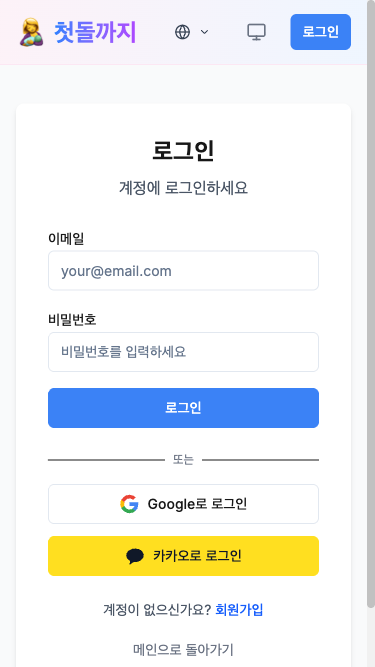 첫돌까지
로그인
로그인
계정에 로그인하세요
이메일
your@email.com
비밀번호
비밀번호를 입력하세요
로그인
또는
Google로 로그인
카카오로 로그인
계정이 없으신가요? 회원가입
메인으로 돌아가기